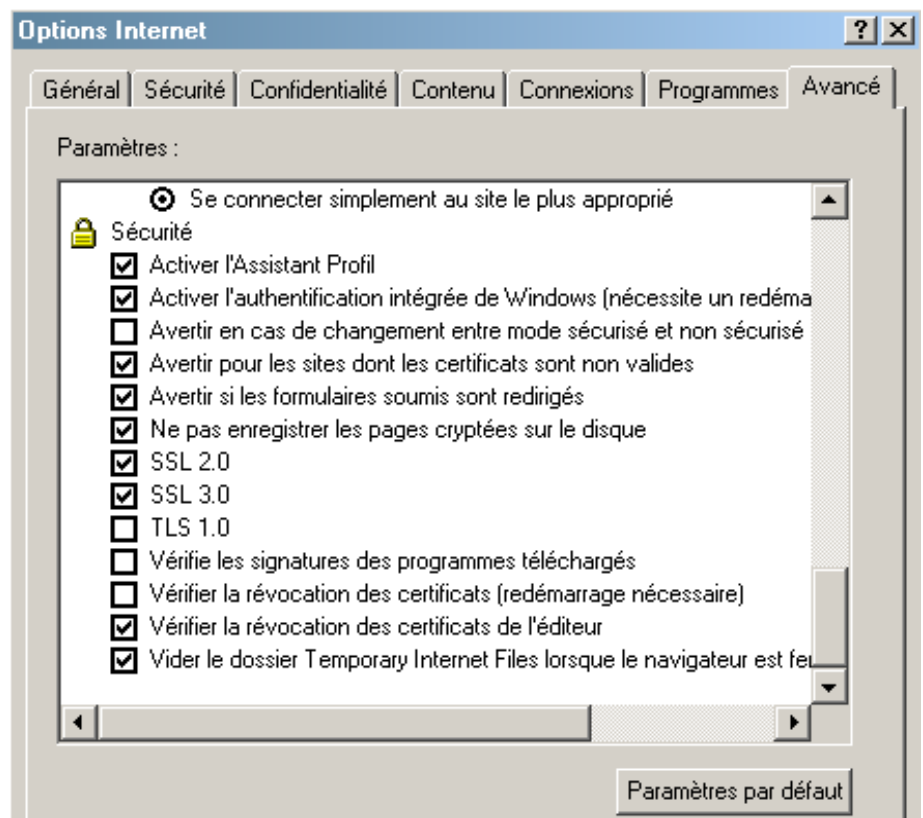 Options Internet
Général Sécurité Confidentialité Contenu Connexions Programmes Avancé
Paramètres :
Se connecter simplement au site le plus approprié
Sécurité
Activer l'Assistant Profil
Activer l'authentification intégrée de Windows (nécessite un redéma
Avertir en cas de changement entre mode sécurisé et non sécurisé
Avertir pour les sites dont les certificats sont non valides
Avertir si les formulaires soumis sont redirigés
Ne pas enregistrer les pages cryptées sur le disque
SSL 2.0
SSL 3.0
TLS 1.0
Vérifie les signatures des programmes téléchargés
Vérifier la révocation des certificats (redémarrage nécessaire)
Vérifier la révocation des certificats de l'éditeur
Vider le dossier Temporary Internet Files lorsque le navigateur est fe
Paramètres par défaut